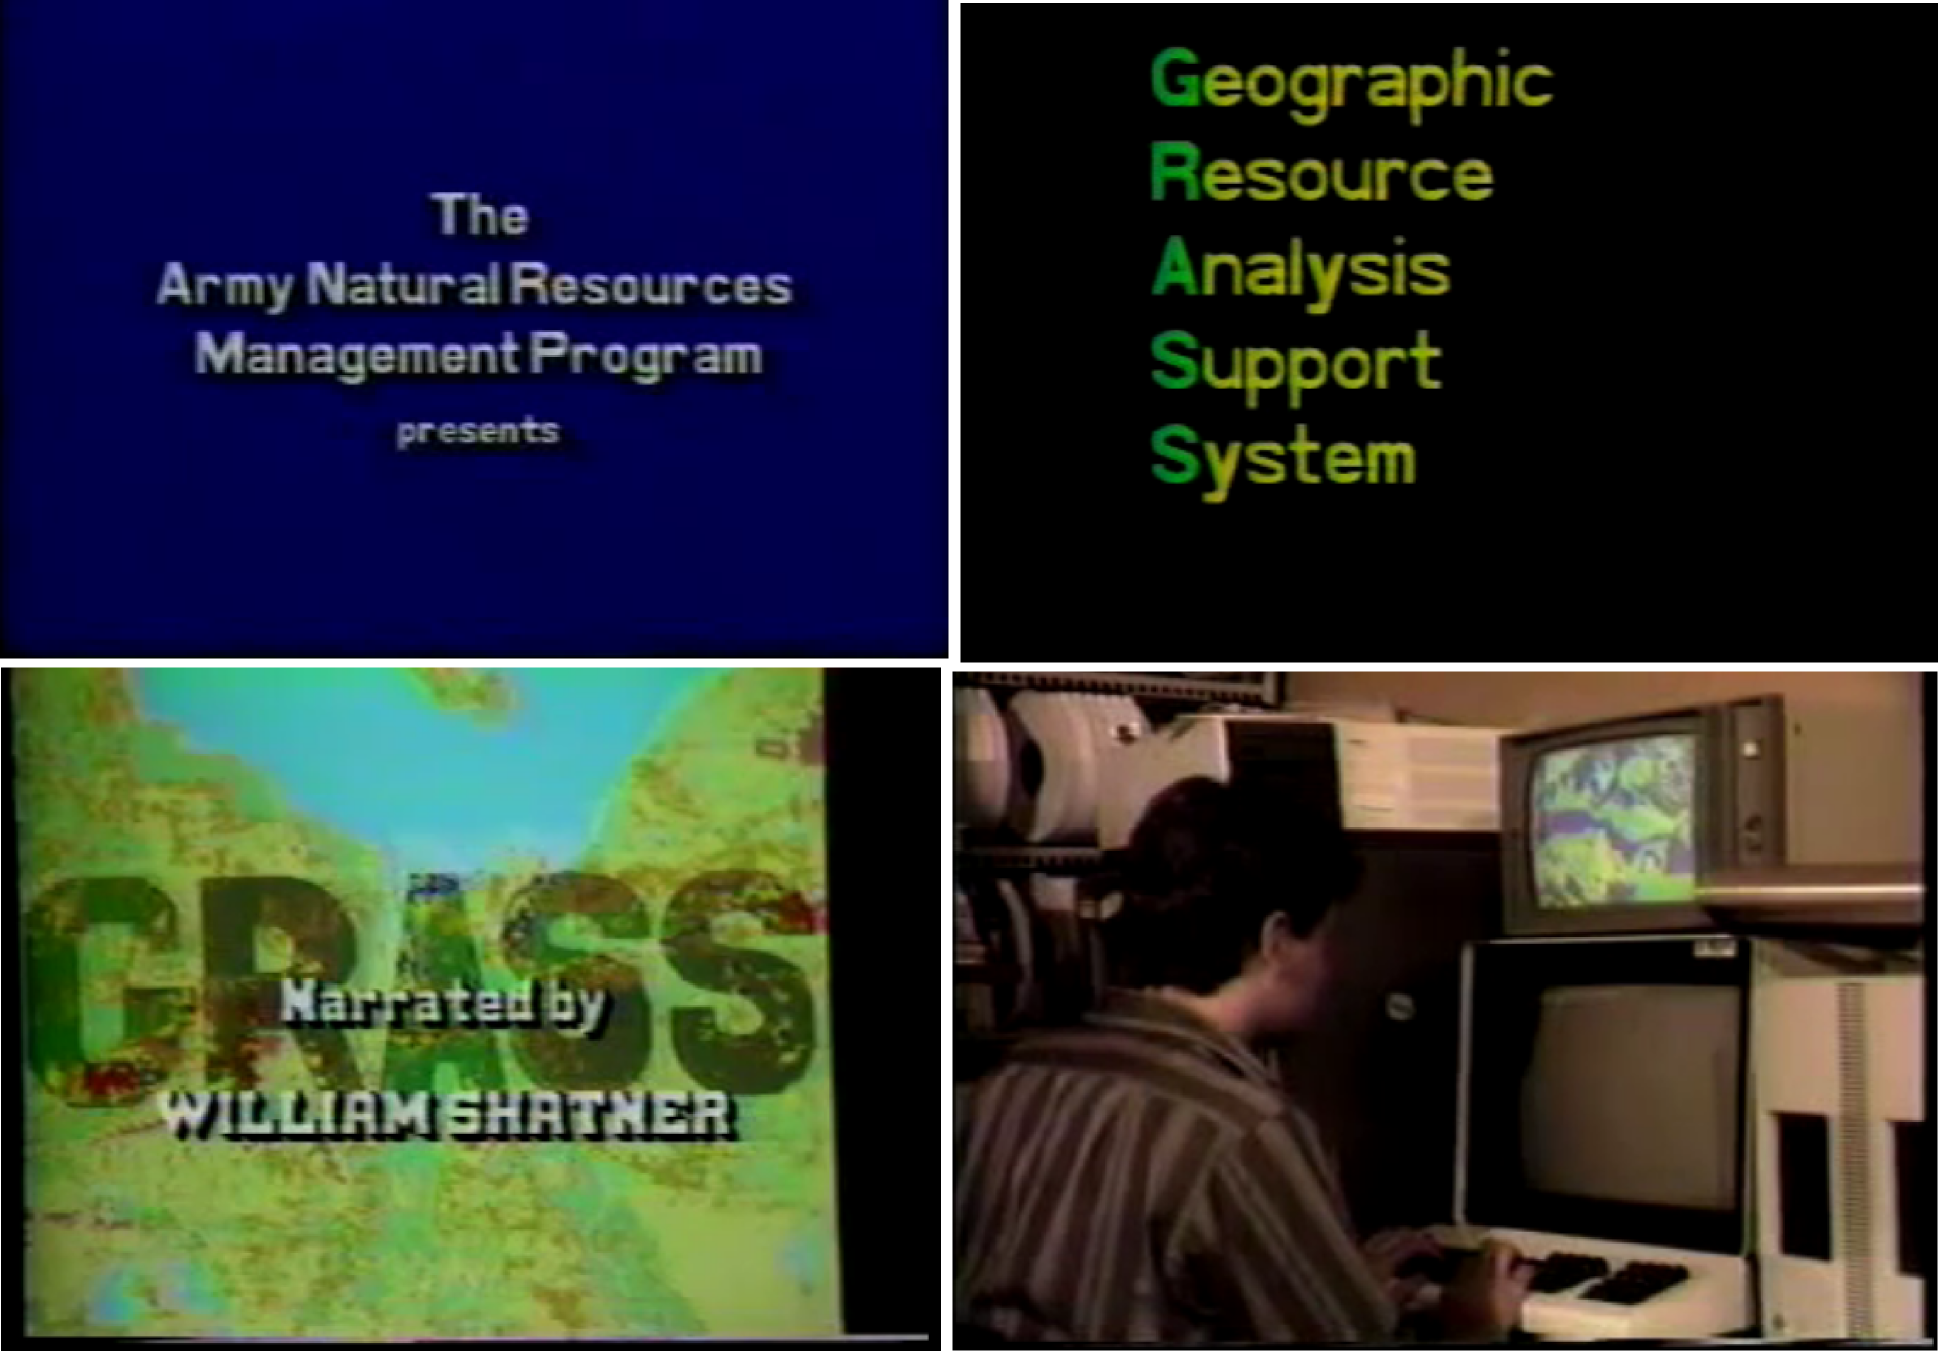 The
Army Natural Resources
Management Program
presents
Geographic
Resource
Analysis
Support
System
GRASS
Narrated by
WILLIAM SHATNER